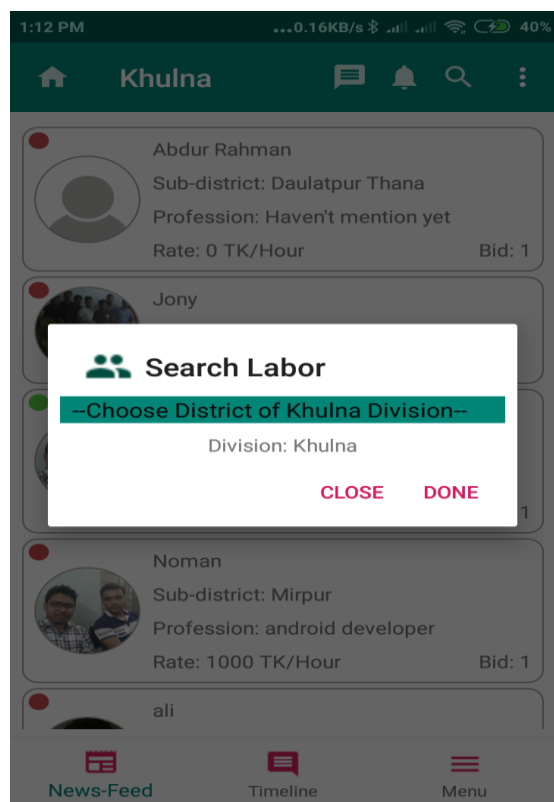 1:12 PM ...0.16KB/s 40%
Khulna
Abdur Rahman
Sub-district: Daulatpur Thana
Profession: Haven't mention yet
Rate: 0 TK/Hour Bid: 1
Jony
Search Labor
--Choose District of Khulna Division--
Division: Khulna
CLOSE DONE
1
Noman
Sub-district: Mirpur
Profession: android developer
Rate: 1000 TK/Hour Bid: 1
ali
News-Feed Timeline Menu